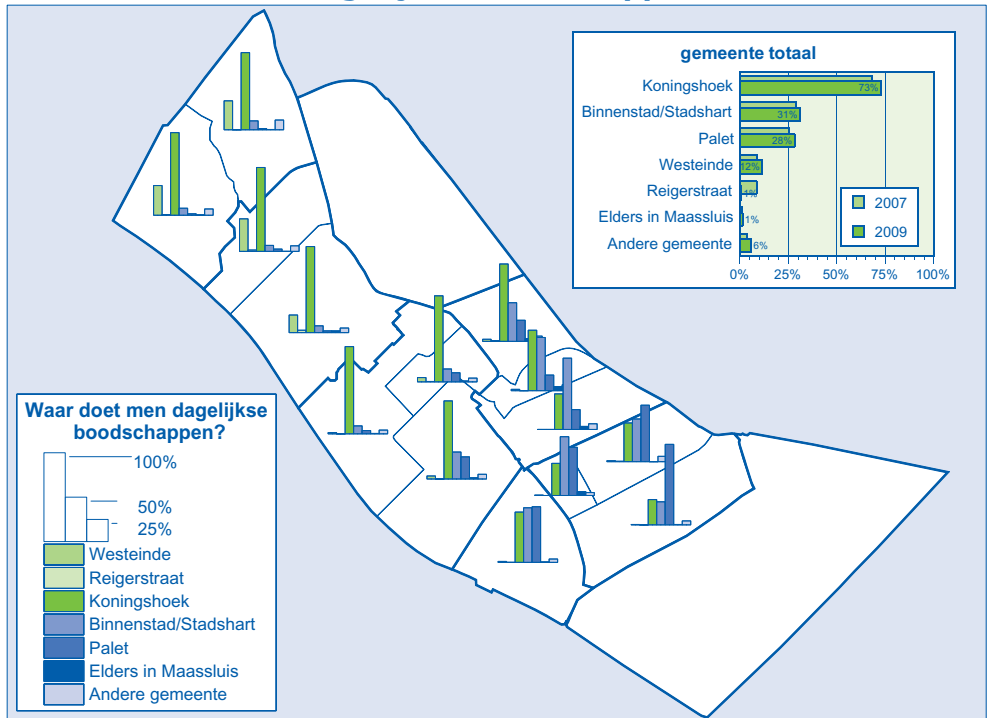 gemeente totaal
Koningshoek
73%
Binnenstad/Stadshart
31%
Palet
28%
Westeinde
12%
Reigerstraat
1%
Elders in Maassluis
1%
Andere gemeente
6%
2007
2009
0% 25% 50% 75% 100%
Waar doet men dagelijkse
boodschappen?
100%
50%
25%
Westeinde
Reigerstraat
Koningshoek
Binnenstad/Stadshart
Palet
Elders in Maassluis
Andere gemeente